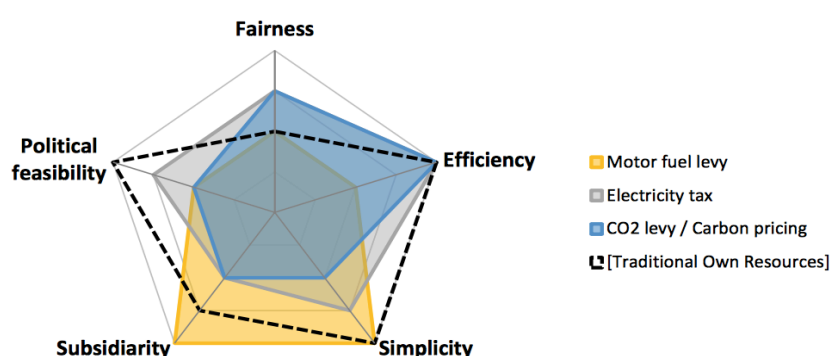 Fairness
Political
feasibility
Efficiency
Motor fuel levy
Electricity tax
CO2 levy / Carbon pricing
[Traditional Own Resources]
Subsidiarity
Simplicity